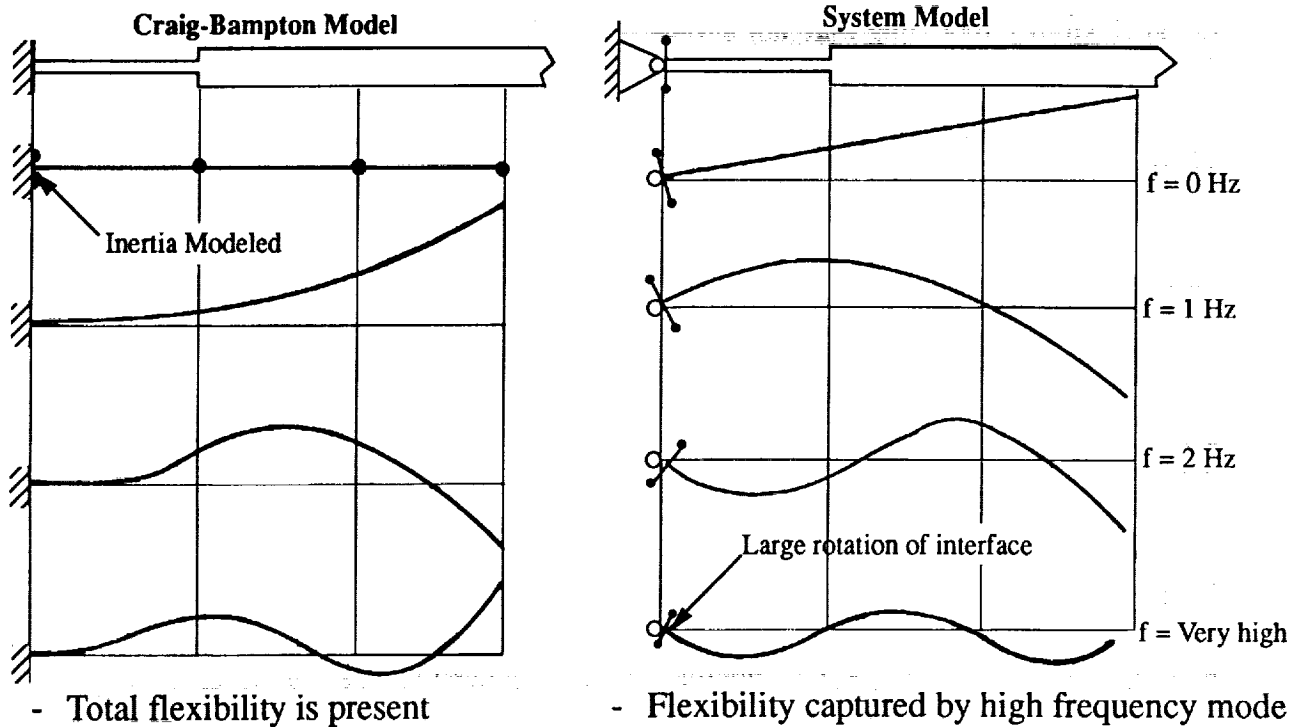 Craig-Bampton Model
System Model
Inertia Modeled
f = 0 Hz
f = 1 Hz
f = 2 Hz
Large rotation of interface
f = Very high
- Total flexibility is present
- Flexibility captured by high frequency mode